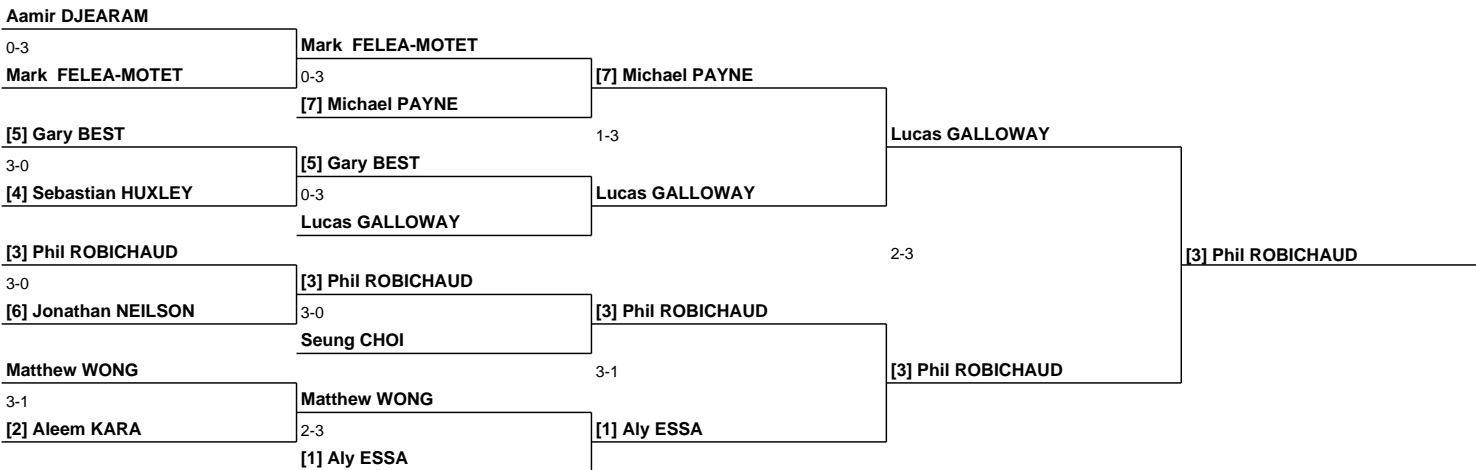 Aamir DJEARAM
0-3
Mark  FELEA-MOTET
[5] Gary BEST
3-0
[4] Sebastian HUXLEY
[3] Phil ROBICHAUD
3-0
[6] Jonathan NEILSON
Matthew WONG
3-1
[2] Aleem KARA
Mark  FELEA-MOTET
0-3
[7] Michael PAYNE
[5] Gary BEST
0-3
Lucas GALLOWAY
[3] Phil ROBICHAUD
3-0
Seung CHOI
Matthew WONG
2-3
[1] Aly ESSA
[7] Michael PAYNE
1-3
Lucas GALLOWAY
[3] Phil ROBICHAUD
3-1
[1] Aly ESSA
Lucas GALLOWAY
2-3
[3] Phil ROBICHAUD
[3] Phil ROBICHAUD